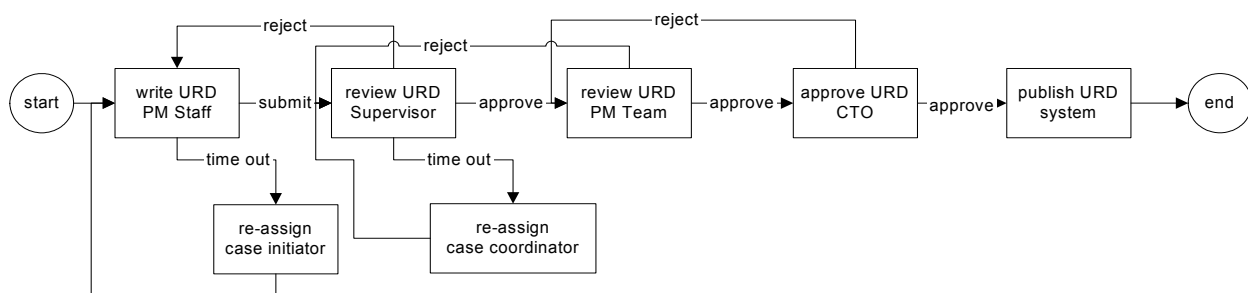 reject
reject
reject
start
write URD
PM Staff
submit
review URD
Supervisor
approve
review URD
PM Team
approve
approve URD
CTO
approve
publish URD
system
end
time out
time out
re-assign
case initiator
re-assign
case coordinator